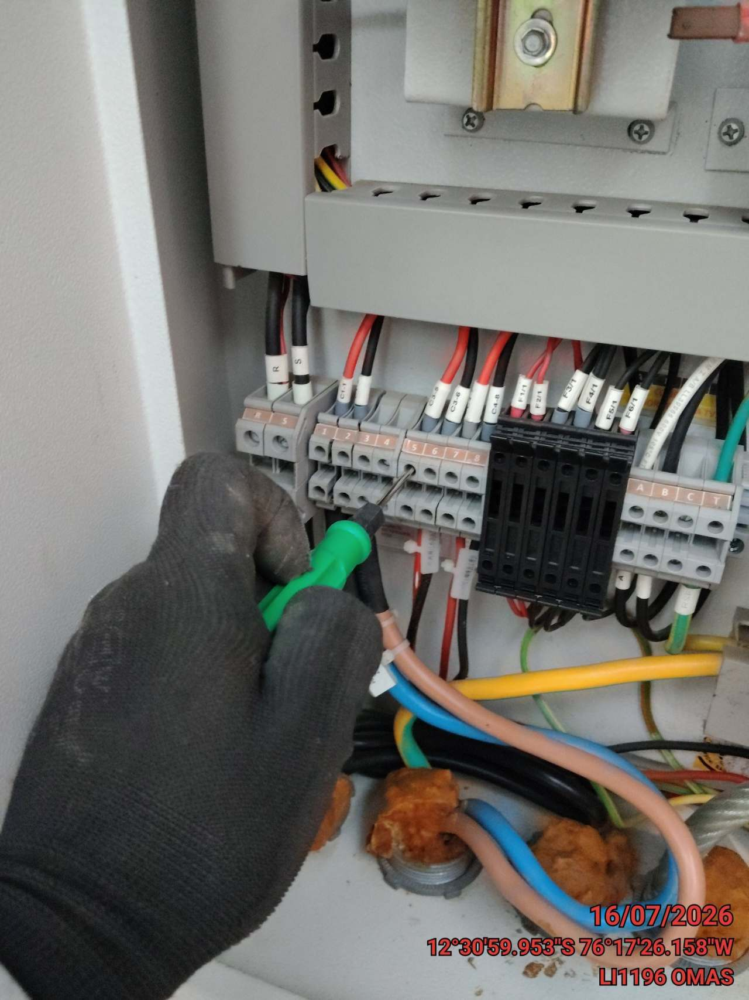 R
S
C1-1
C3-5
C3-6
C4-8
F1/1
F2/1
F3/1
F4/1
F5/1
F6/1
R S
1 2 3 4 5 6 7 8
A B C T
A
16/07/2026
12°30'59.953"S 76°17'26.158"W
LI1196 OMAS